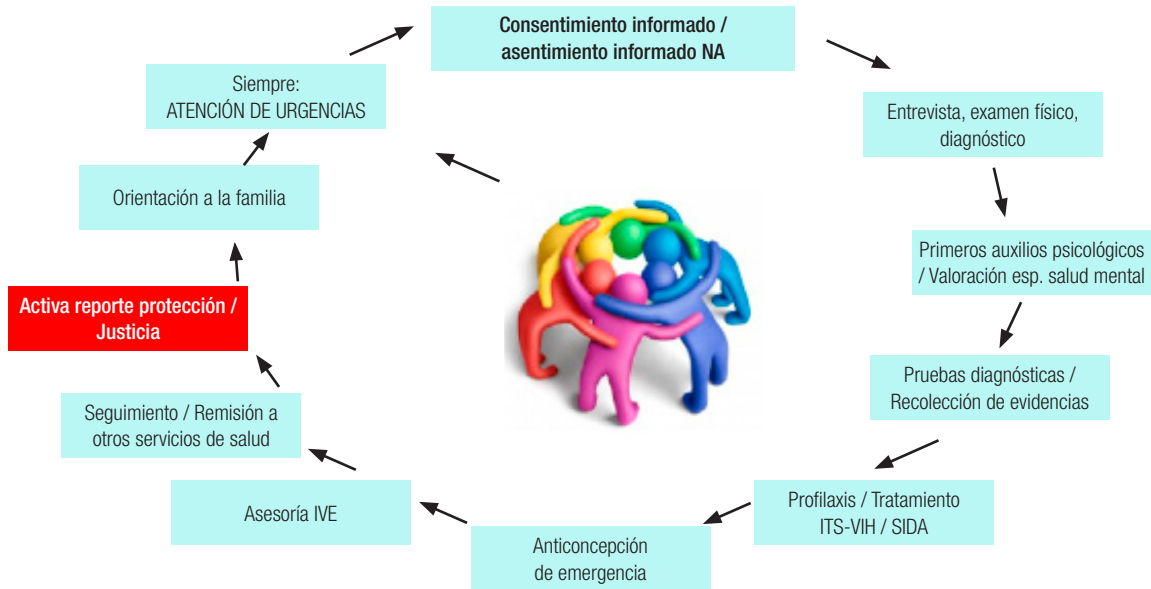 Consentimiento informado /
asentimiento informado NA
Siempre:
ATENCIÓN DE URGENCIAS
Entrevista, examen físico,
diagnóstico
Orientación a la familia
Primeros auxilios psicológicos
/ Valoración esp. salud mental
Activa reporte protección /
Justicia
Pruebas diagnósticas /
Recolección de evidencias
Seguimiento / Remisión a
otros servicios de salud
Profilaxis / Tratamiento
ITS-VIH / SIDA
Asesoría IVE
Anticoncepción
de emergencia